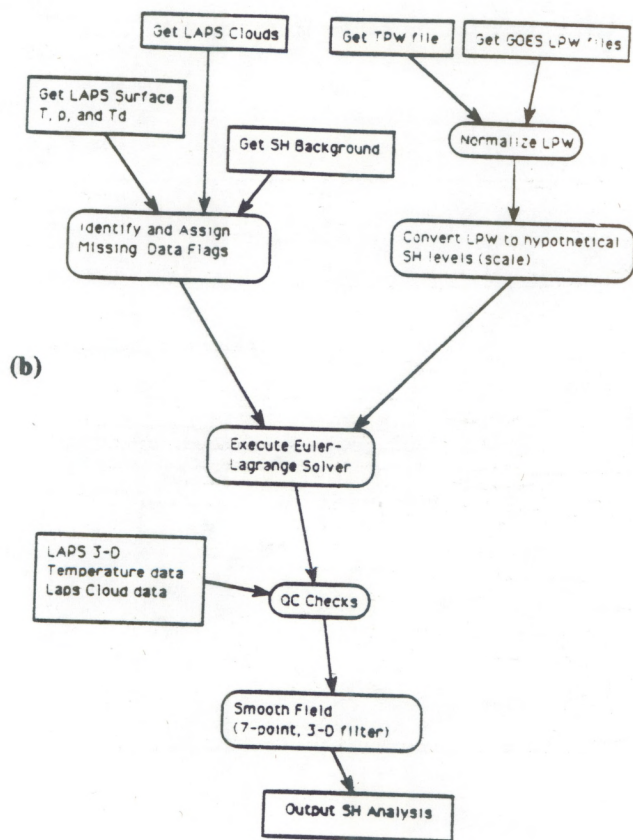 Get LAPS Clouds
Get TPW file
Get GOES LPW files
Get LAPS Surface
T, p, and Td
Get SH Background
Normalize LPW
Identify and Assign
Missing Data Flags
Convert LPW to hypothetical
SH levels (scale)
(b)
Execute Euler-
Lagrange Solver
LAPS 3-D
Temperature data
Laps Cloud data
QC Checks
Smooth Field
(7-point, 3-D filter)
Output SH Analysis